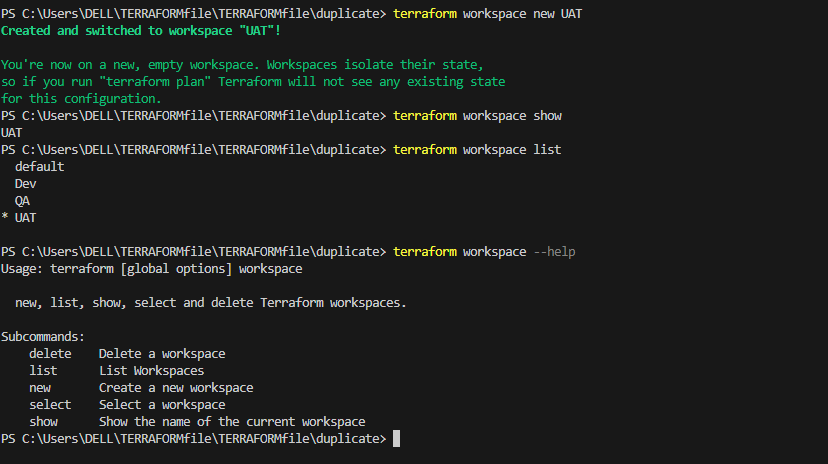 PS C:\Users\DELL\TERRAFORMfile\TERRAFORMfile\duplicate> terraform workspace new UAT
Created and switched to workspace "UAT"!

You're now on a new, empty workspace. Workspaces isolate their state,
so if you run "terraform plan" Terraform will not see any existing state
for this configuration.
PS C:\Users\DELL\TERRAFORMfile\TERRAFORMfile\duplicate> terraform workspace show
UAT
PS C:\Users\DELL\TERRAFORMfile\TERRAFORMfile\duplicate> terraform workspace list
  default
  Dev
  QA
* UAT

PS C:\Users\DELL\TERRAFORMfile\TERRAFORMfile\duplicate> terraform workspace --help
Usage: terraform [global options] workspace

  new, list, show, select and delete Terraform workspaces.

Subcommands:
    delete    Delete a workspace
    list      List Workspaces
    new       Create a new workspace
    select    Select a workspace
    show      Show the name of the current workspace
PS C:\Users\DELL\TERRAFORMfile\TERRAFORMfile\duplicate>